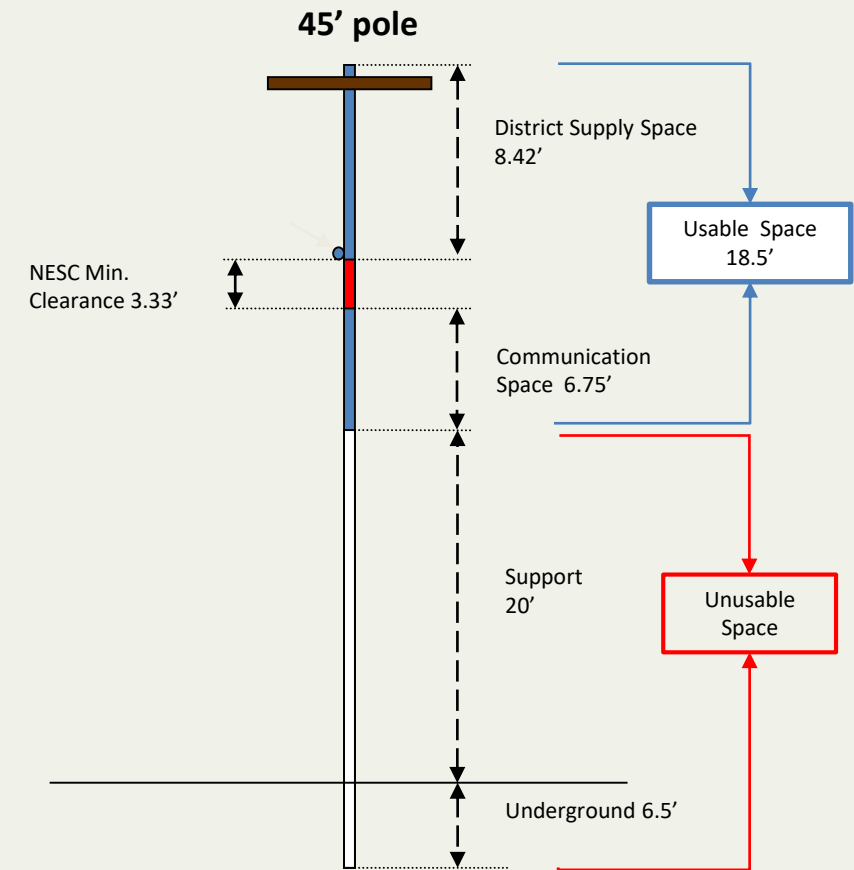 45’ pole
District Supply Space
8.42’
Usable Space
18.5’
NESC Min.
Clearance 3.33’
Communication
Space 6.75’
Support
20’
Unusable
Space
Underground 6.5’